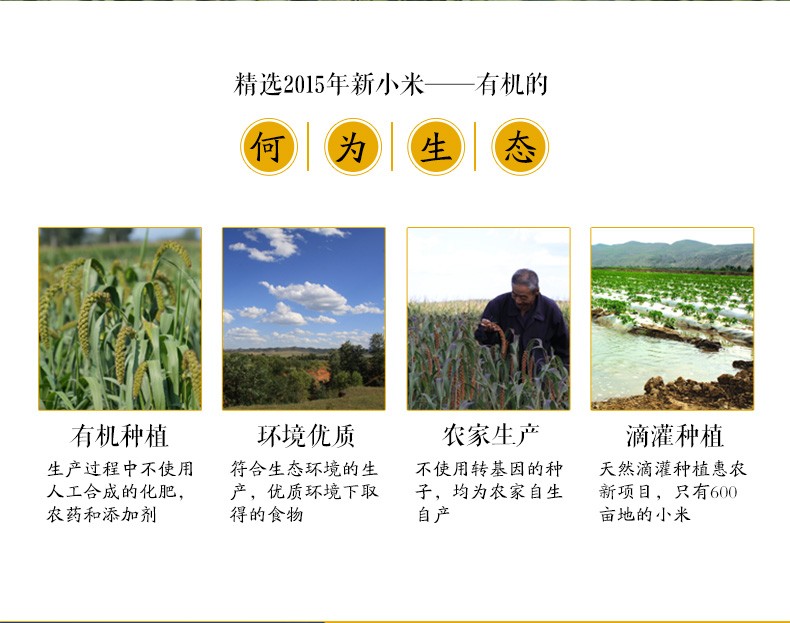 精选2015年新小米——有机的
何为生态
有机种植
生产过程中不使用
人工合成的化肥，
农药和添加剂
环境优质
符合生态环境的生
产，优质环境下取
得的食物
农家生产
不使用转基因的种
子，均为农家自生
自产
滴灌种植
天然滴灌种植惠农
新项目，只有600
亩地的小米